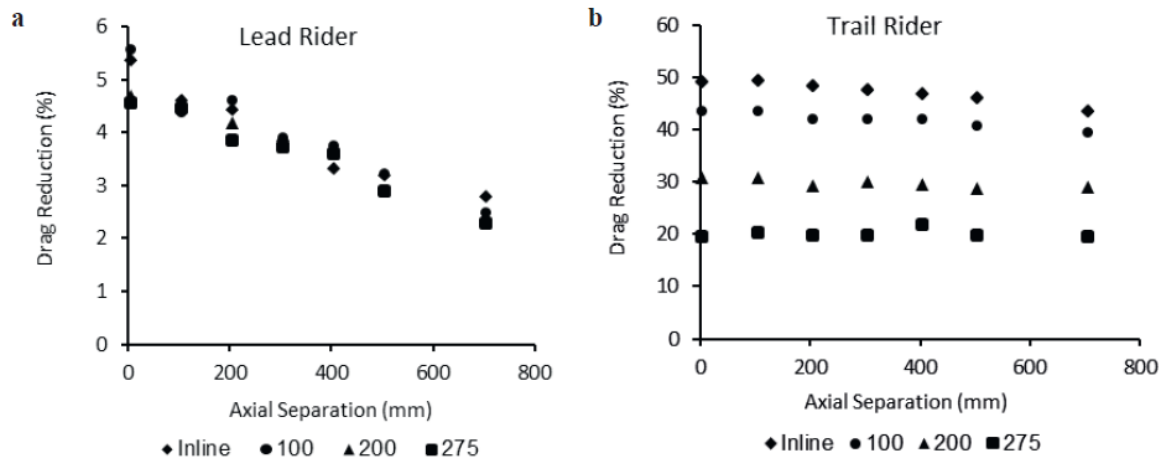 a
Lead Rider
Drag Reduction (%)
6
5
4
3
2
1
0
0 200 400 600 800
Axial Separation (mm)
Inline 100 200 275
b
Trail Rider
Drag Reduction (%)
60
50
40
30
20
10
0
0 200 400 600 800
Axial Separation (mm)
Inline 100 200 275